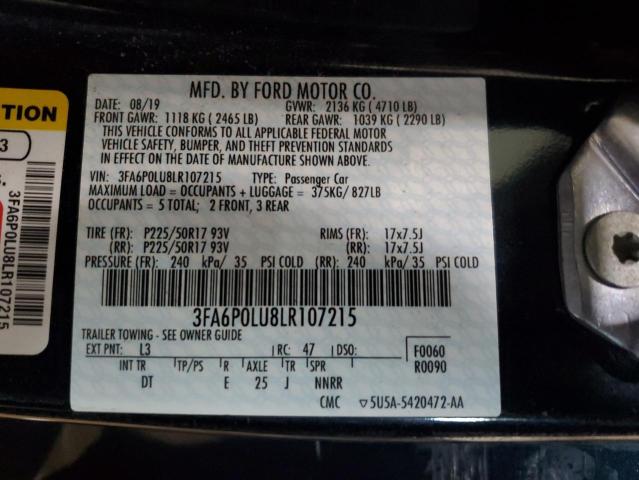 MFD. BY FORD MOTOR CO.
DATE: 08/19 GVWR: 2136 KG ( 4710 LB)
FRONT GAWR: 1118 KG ( 2465 LB) REAR GAWR: 1039 KG ( 2290 LB)
THIS VEHICLE CONFORMS TO ALL APPLICABLE FEDERAL MOTOR
VEHICLE SAFETY, BUMPER, AND THEFT PREVENTION STANDARDS
IN EFFECT ON THE DATE OF MANUFACTURE SHOWN ABOVE.
VIN: 3FA6P0LU8LR107215 TYPE: Passenger Car
MAXIMUM LOAD = OCCUPANTS + LUGGAGE = 375KG/ 827LB
OCCUPANTS = 5 TOTAL; 2 FRONT, 3 REAR
TIRE (FR): P225/50R17 93V RIMS (FR): 17x7.5J
(RR): P225/50R17 93V (RR): 17x7.5J
PRESSURE (FR): 240 kPa/ 35 PSI COLD (RR): 240 kPa/ 35 PSI COLD
3FA6P0LU8LR107215
TRAILER TOWING - SEE OWNER GUIDE
EXT PNT: L3 RC: 47 DSO: F0060
INT TR TP/PS R AXLE TR SPR R0090
DT E 25 J NNRR
CMC ▽5U5A-5420472-AA
TION
3
3FA6P0LU8LR107215